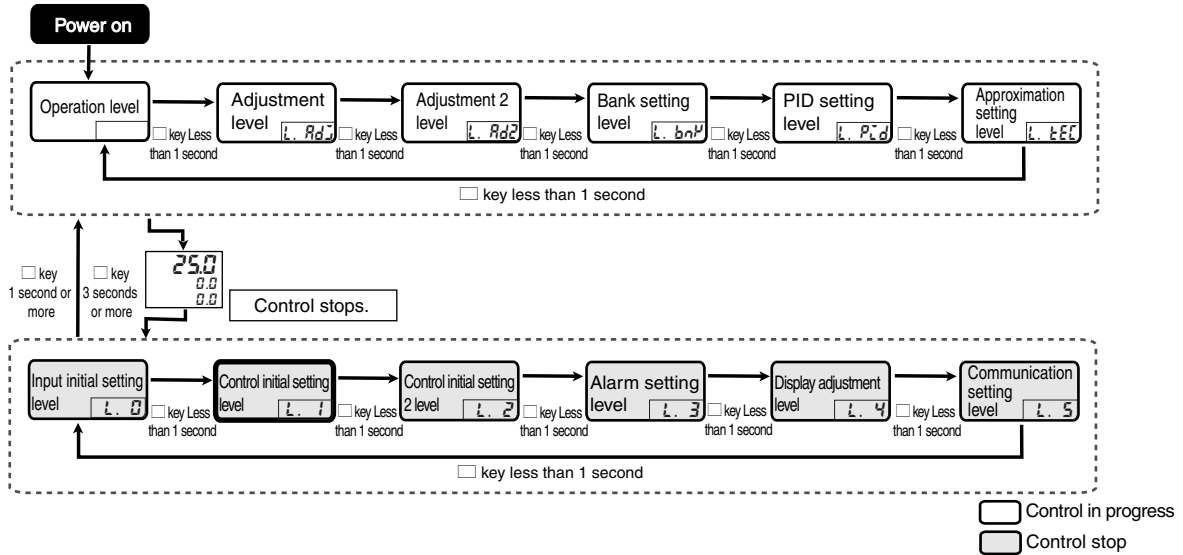 Power on
Operation level
Adjustment
level
L. AdJ
Adjustment 2
level
L. Ad2
Bank setting
level
L. bnK
PID setting
level
L. PId
Approximation
setting
level
L. tEC
□ key Less
than 1 second
□ key Less
than 1 second
□ key Less
than 1 second
□ key Less
than 1 second
□ key Less
than 1 second
□ key less than 1 second
□ key
1 second or
more
□ key
3 seconds
or more
25.0
0.0
0.0
Control stops.
Input initial setting
level
L. 0
Control initial setting
level
L. 1
Control initial setting
2 level
L. 2
Alarm setting
level
L. 3
Display adjustment
level
L. 4
Communication
setting
level
L. 5
□ key Less
than 1 second
□ key Less
than 1 second
□ key Less
than 1 second
□ key Less
than 1 second
□ key Less
than 1 second
□ key less than 1 second
Control in progress
Control stop